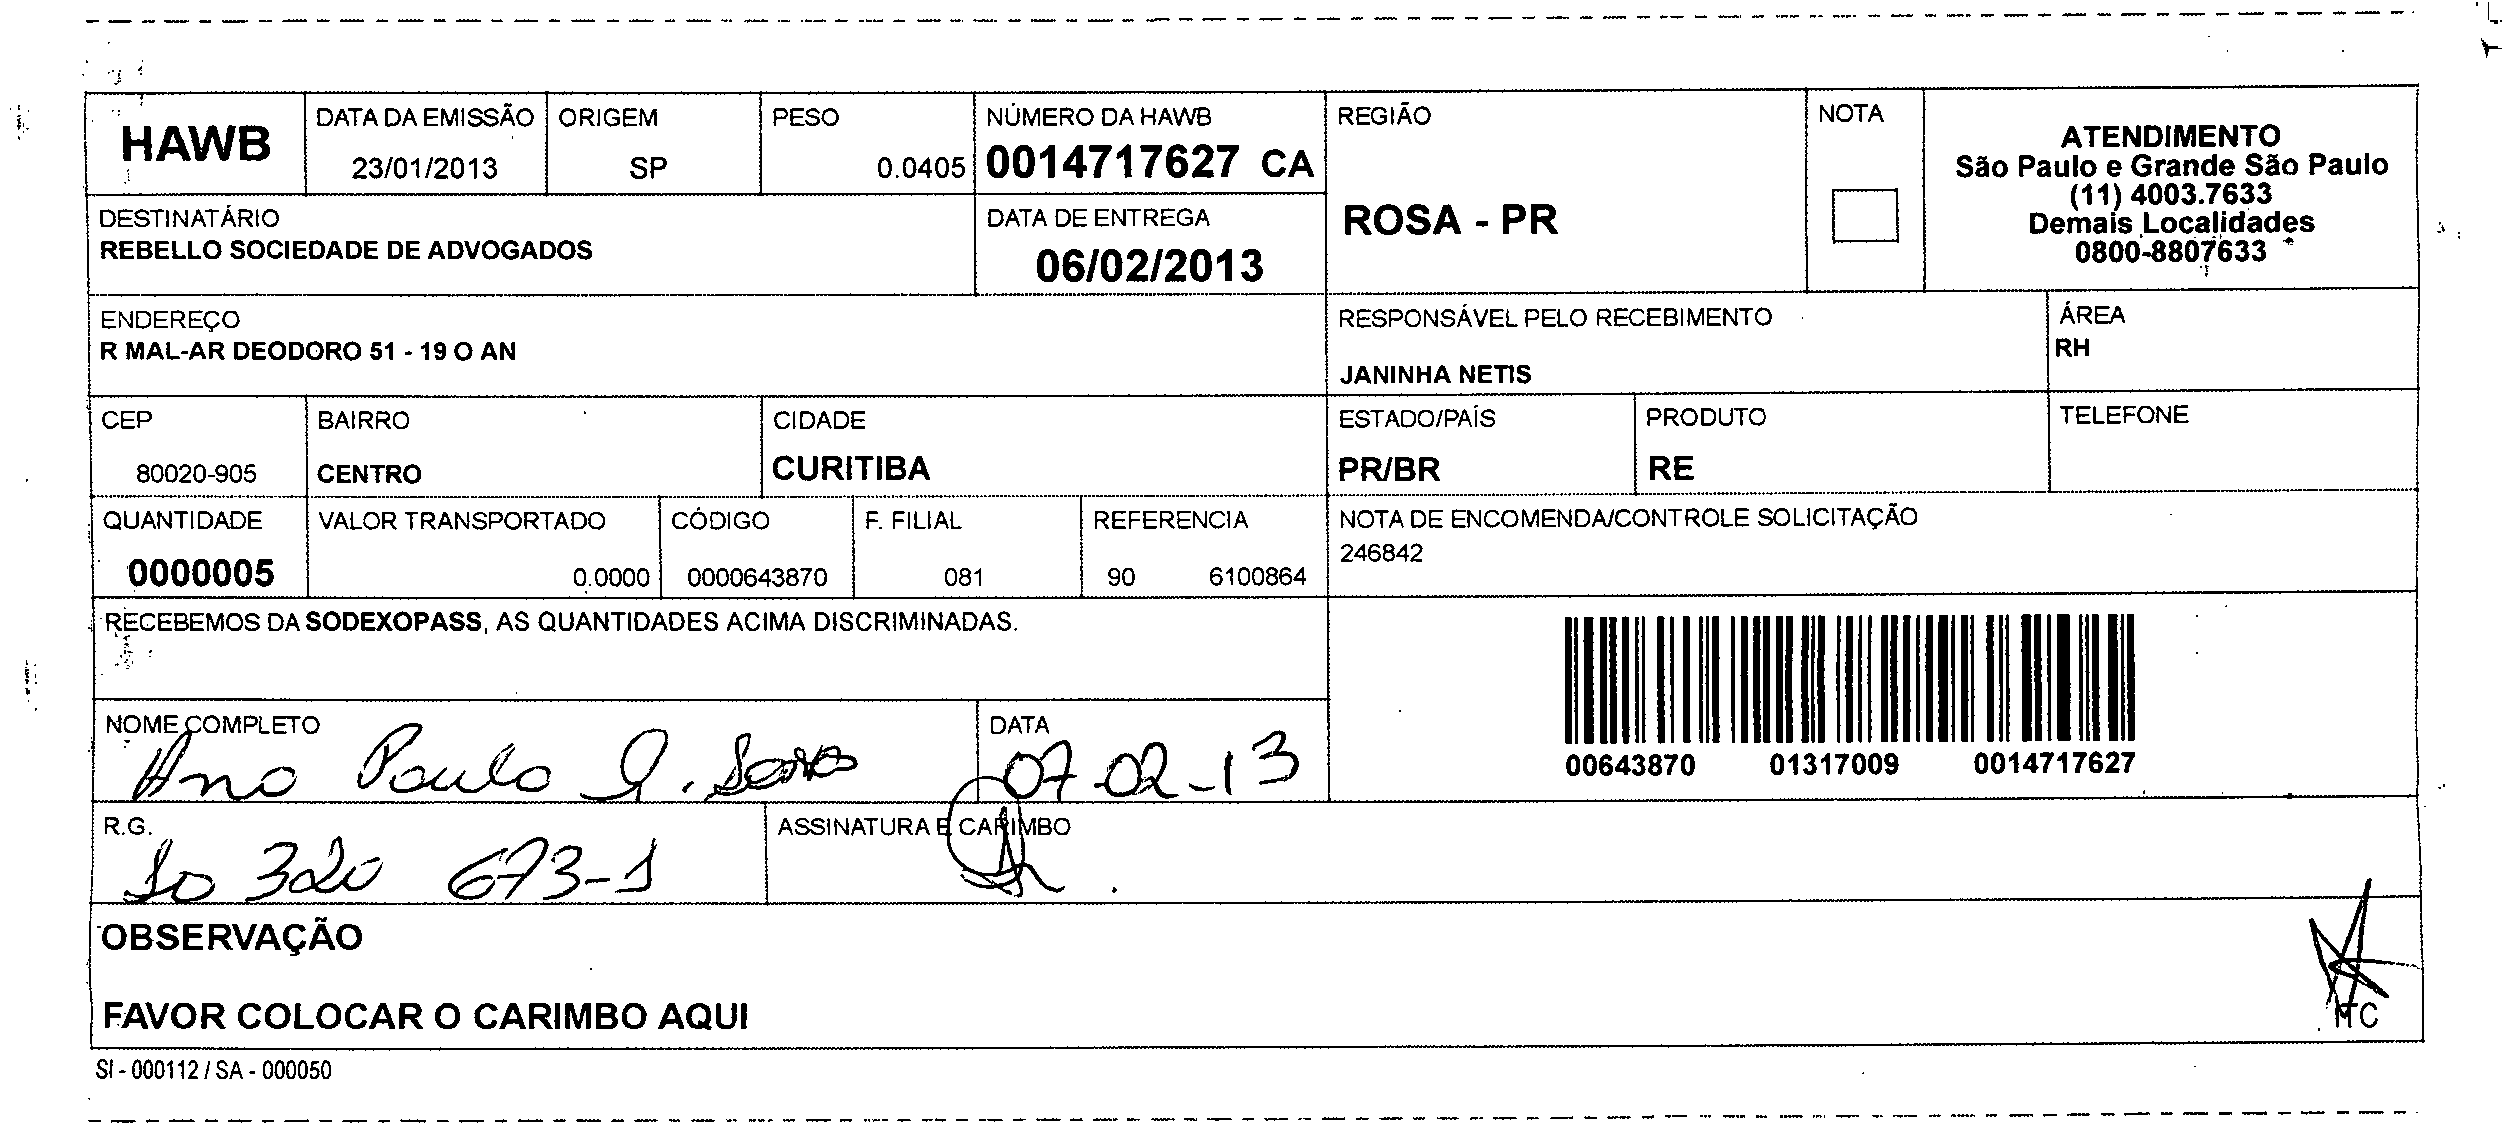 HAWB
DATA DA EMISSÃO
23/01/2013
ORIGEM
SP
PESO
0.0405
NÚMERO DA HAWB
0014717627 CA
REGIÃO
ROSA - PR
NOTA
ATENDIMENTO
São Paulo e Grande São Paulo
(11) 4003.7633
Demais Localidades
0800-8807633
DESTINATÁRIO
REBELLO SOCIEDADE DE ADVOGADOS
DATA DE ENTREGA
06/02/2013
ENDEREÇO
R MAL-AR DEODORO 51 - 19 O AN
RESPONSÁVEL PELO RECEBIMENTO
JANINHA NETIS
ÁREA
RH
CEP
80020-905
BAIRRO
CENTRO
CIDADE
CURITIBA
ESTADO/PAÍS
PR/BR
PRODUTO
RE
TELEFONE
QUANTIDADE
0000005
VALOR TRANSPORTADO
0.0000
CÓDIGO
0000643870
F. FILIAL
081
REFERENCIA
90 6100864
NOTA DE ENCOMENDA/CONTROLE SOLICITAÇÃO
246842
RECEBEMOS DA SODEXOPASS, AS QUANTIDADES ACIMA DISCRIMINADAS.
00643870 01317009 0014717627
NOME COMPLETO
Ana Paula G.
DATA
07-02-13
R.G.
10 320 673-1
ASSINATURA E CARIMBO
OBSERVAÇÃO
FAVOR COLOCAR O CARIMBO AQUI
MC
SI - 000112 / SA - 000050